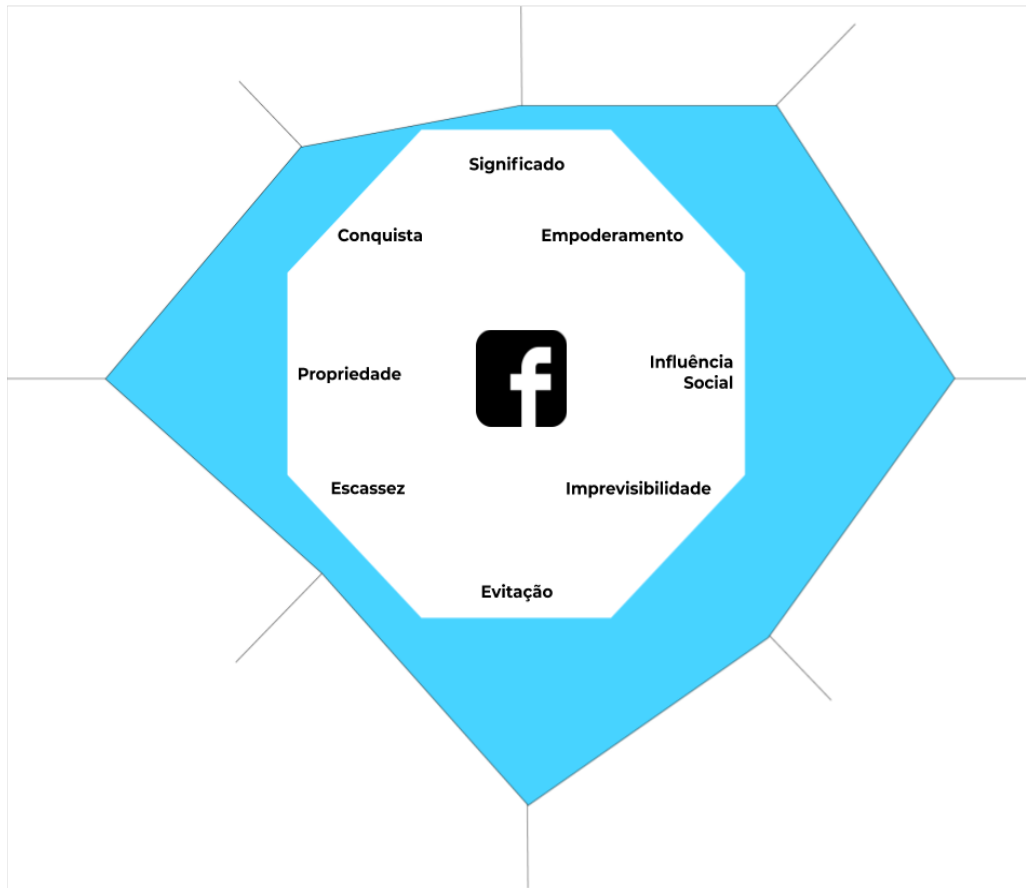 Significado
Conquista
Empoderamento
Propriedade
Influência
Social
Escassez
Imprevisibilidade
Evitação